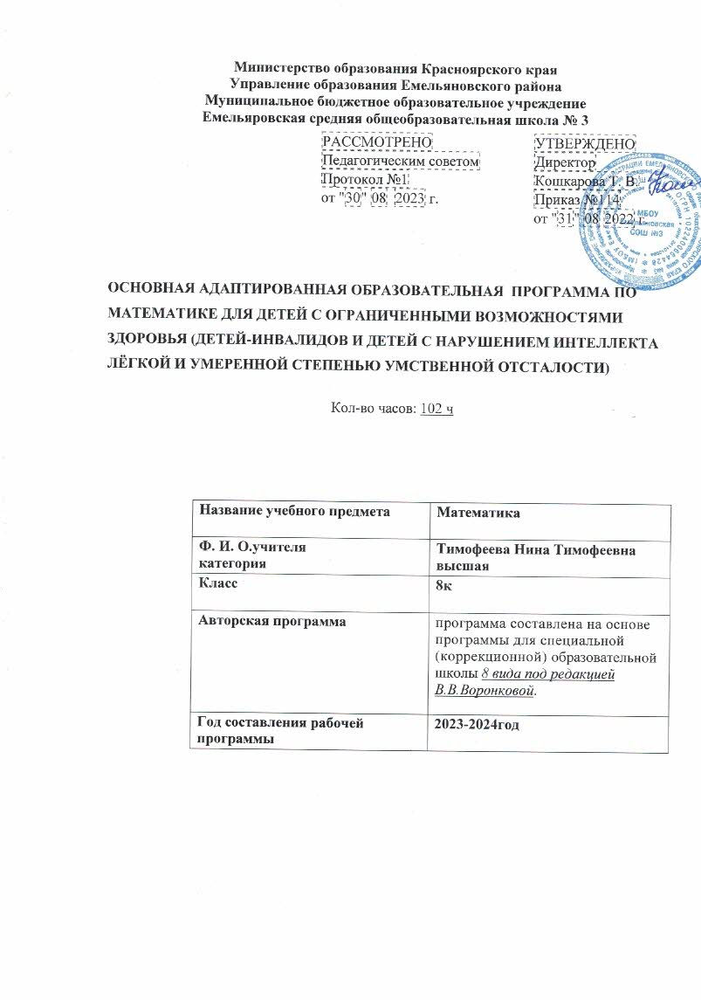 Министерство образования Красноярского края
Управление образования Емельяновского района
Муниципальное бюджетное образовательное учреждение
Емельяровская средняя общеобразовательная школа № 3
РАССМОТРЕНО
Педагогическим советом
Протокол №1
от "30" 08 2023 г.
УТВЕРЖДЕНО
Директор
Кошкарова Т. В.
Приказ №114
от "31" 08 2022 г.
МБОУ
СОШ №3
ОСНОВНАЯ АДАПТИРОВАННАЯ ОБРАЗОВАТЕЛЬНАЯ ПРОГРАММА ПО
МАТЕМАТИКЕ ДЛЯ ДЕТЕЙ С ОГРАНИЧЕННЫМИ ВОЗМОЖНОСТЯМИ
ЗДОРОВЬЯ (ДЕТЕЙ-ИНВАЛИДОВ И ДЕТЕЙ С НАРУШЕНИЕМ ИНТЕЛЛЕКТА
ЛЁГКОЙ И УМЕРЕННОЙ СТЕПЕНЬЮ УМСТВЕННОЙ ОТСТАЛОСТИ)
Кол-во часов: 102 ч
Название учебного предмета
Математика
Ф. И. О.учителя
категория
Тимофеева Нина Тимофеевна
высшая
Класс
8к
Авторская программа
программа составлена на основе
программы для специальной
(коррекционной) образовательной
школы 8 вида под редакцией
В.В.Воронковой.
Год составления рабочей
программы
2023-2024год